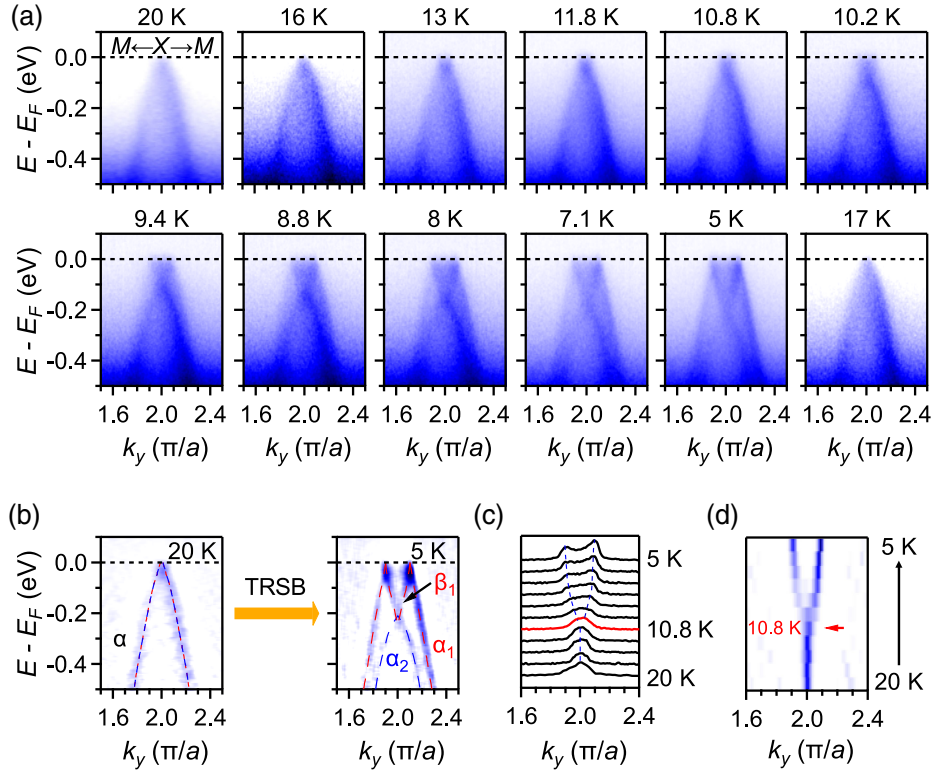 (a)
20 K 16 K 13 K 11.8 K 10.8 K 10.2 K
M←X→M
0.0
-0.2
-0.4
E - E_F (eV)
9.4 K 8.8 K 8 K 7.1 K 5 K 17 K
0.0
-0.2
-0.4
E - E_F (eV)
1.6 2.0 2.4 1.6 2.0 2.4 1.6 2.0 2.4 1.6 2.0 2.4 1.6 2.0 2.4 1.6 2.0 2.4
k_y (π/a) k_y (π/a) k_y (π/a) k_y (π/a) k_y (π/a) k_y (π/a)
(b)
20 K
0.0
-0.2
-0.4
E - E_F (eV)
α
1.6 2.0 2.4
k_y (π/a)
TRSB
5 K
0.0
-0.2
-0.4
β₁
α₂
α₁
1.6 2.0 2.4
k_y (π/a)
(c)
5 K
10.8 K
20 K
1.6 2.0 2.4
k_y (π/a)
(d)
5 K
10.8 K
20 K
1.6 2.0 2.4
k_y (π/a)